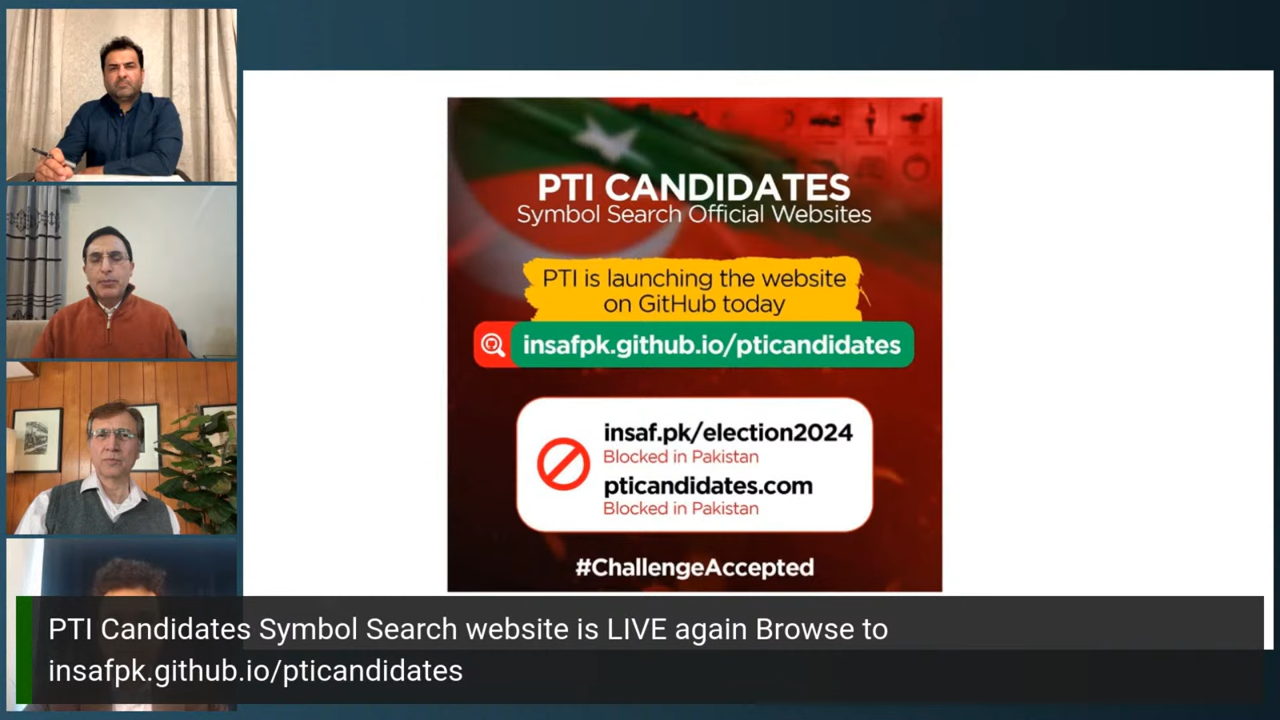 PTI CANDIDATES
Symbol Search Official Websites
PTI is launching the website
on GitHub today
insafpk.github.io/pticandidates
insaf.pk/election2024
Blocked in Pakistan
pticandidates.com
Blocked in Pakistan
#ChallengeAccepted
PTI Candidates Symbol Search website is LIVE again Browse to
insafpk.github.io/pticandidates